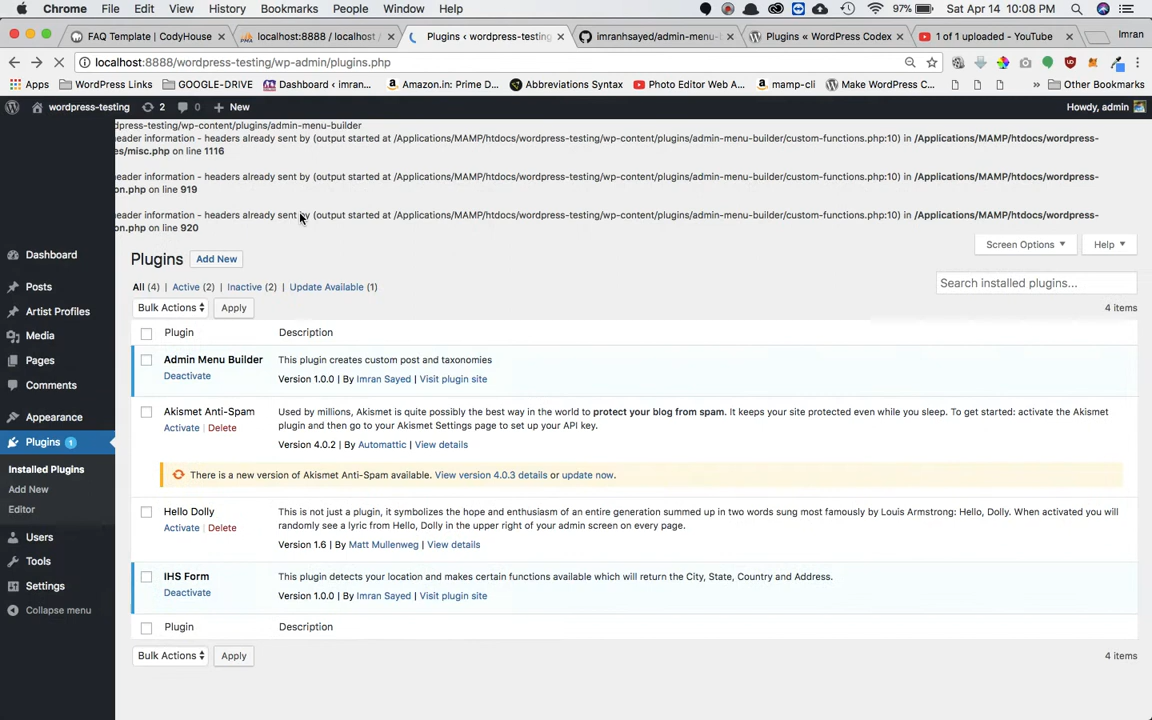 Chrome File Edit View History Bookmarks People Window Help 97% Sat Apr 14 10:08 PM
FAQ Template | CodyHouse localhost:8888 / localhost / Plugins ‹ wordpress-testing imranhsayed/admin-menu- Plugins « WordPress Codex 1 of 1 uploaded - YouTube Imran
localhost:8888/wordpress-testing/wp-admin/plugins.php
Apps WordPress Links GOOGLE-DRIVE Dashboard ‹ imran... Amazon.in: Prime D... Abbreviations Syntax Photo Editor Web A... mamp-cli Make WordPress C... » Other Bookmarks
wordpress-testing 2 0 + New Howdy, admin
dpress-testing/wp-content/plugins/admin-menu-builder
header information - headers already sent by (output started at /Applications/MAMP/htdocs/wordpress-testing/wp-content/plugins/admin-menu-builder/custom-functions.php:10) in /Applications/MAMP/htdocs/wordpress-
es/misc.php on line 1116
header information - headers already sent by (output started at /Applications/MAMP/htdocs/wordpress-testing/wp-content/plugins/admin-menu-builder/custom-functions.php:10) in /Applications/MAMP/htdocs/wordpress-
on.php on line 919
header information - headers already sent by (output started at /Applications/MAMP/htdocs/wordpress-testing/wp-content/plugins/admin-menu-builder/custom-functions.php:10) in /Applications/MAMP/htdocs/wordpress-
on.php on line 920
Screen Options Help
Dashboard
Posts
Artist Profiles
Media
Pages
Comments
Appearance
Plugins 1
Installed Plugins
Add New
Editor
Users
Tools
Settings
Collapse menu
Plugins Add New
All (4) | Active (2) | Inactive (2) | Update Available (1)
Search installed plugins...
Bulk Actions Apply 4 items
Plugin Description
Admin Menu Builder This plugin creates custom post and taxonomies
Deactivate Version 1.0.0 | By Imran Sayed | Visit plugin site
Akismet Anti-Spam Used by millions, Akismet is quite possibly the best way in the world to protect your blog from spam. It keeps your site protected even while you sleep. To get started: activate the Akismet
Activate | Delete plugin and then go to your Akismet Settings page to set up your API key.
Version 4.0.2 | By Automattic | View details
There is a new version of Akismet Anti-Spam available. View version 4.0.3 details or update now.
Hello Dolly This is not just a plugin, it symbolizes the hope and enthusiasm of an entire generation summed up in two words sung most famously by Louis Armstrong: Hello, Dolly. When activated you will
Activate | Delete randomly see a lyric from Hello, Dolly in the upper right of your admin screen on every page.
Version 1.6 | By Matt Mullenweg | View details
IHS Form This plugin detects your location and makes certain functions available which will return the City, State, Country and Address.
Deactivate Version 1.0.0 | By Imran Sayed | Visit plugin site
Plugin Description
Bulk Actions Apply 4 items